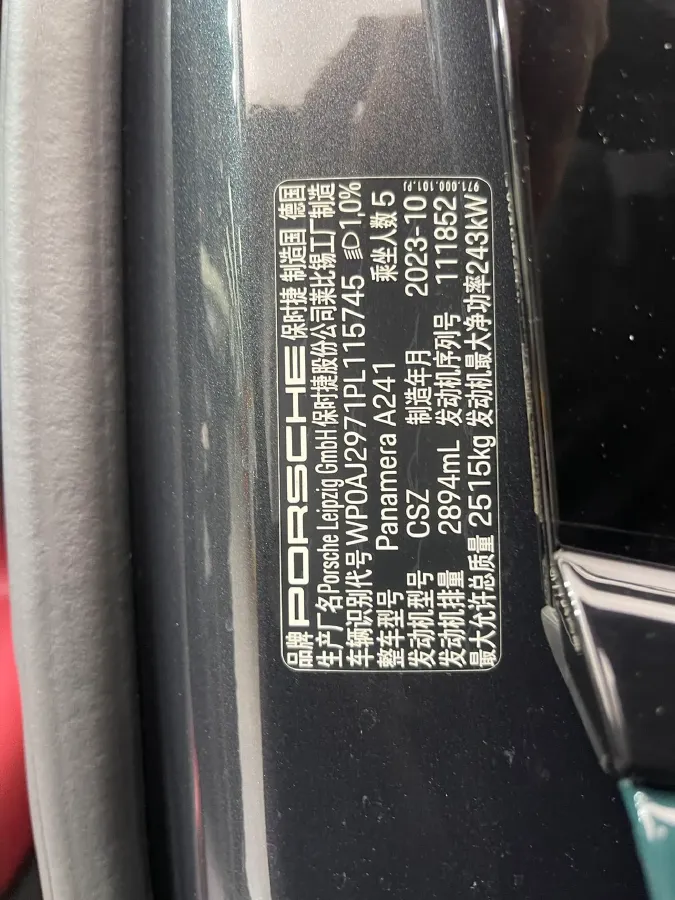 品牌 PORSCHE 保时捷 制造国 德国
生产厂名Porsche Leipzig GmbH保时捷股份公司莱比锡工厂制造
车辆识别代号 WP0AJ2971PL115745 1,0%
整车型号 Panamera A241 乘坐人数 5
发动机型号 CSZ 制造年月 2023-10
发动机排量 2894mL 发动机序列号 111852
最大允许总质量 2515kg 发动机最大净功率243kW
971.000.101.PJ